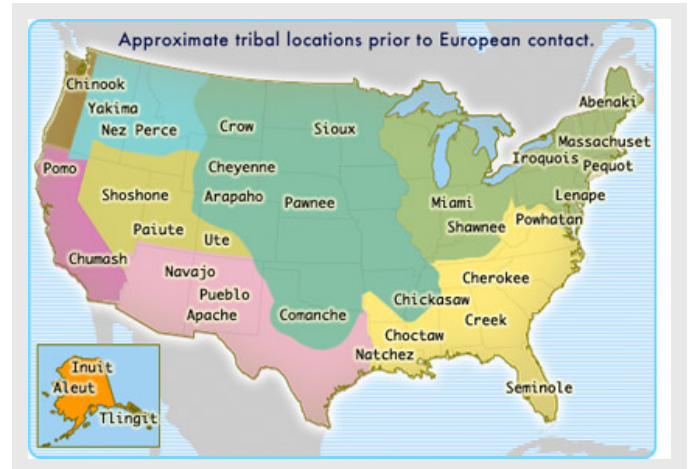 Approximate tribal locations prior to European contact.
Chinook
Yakima
Nez Perce
Crow
Sioux
Abenaki
Massachuset
Iroquois
Pequot
Pomo
Cheyenne
Shoshone
Arapaho
Pawnee
Miami
Lenape
Shawnee
Powhatan
Paiute
Ute
Chumash
Navajo
Cherokee
Pueblo
Chickasaw
Apache
Comanche
Creek
Choctaw
Natchez
Inuit
Aleut
Tlingit
Seminole